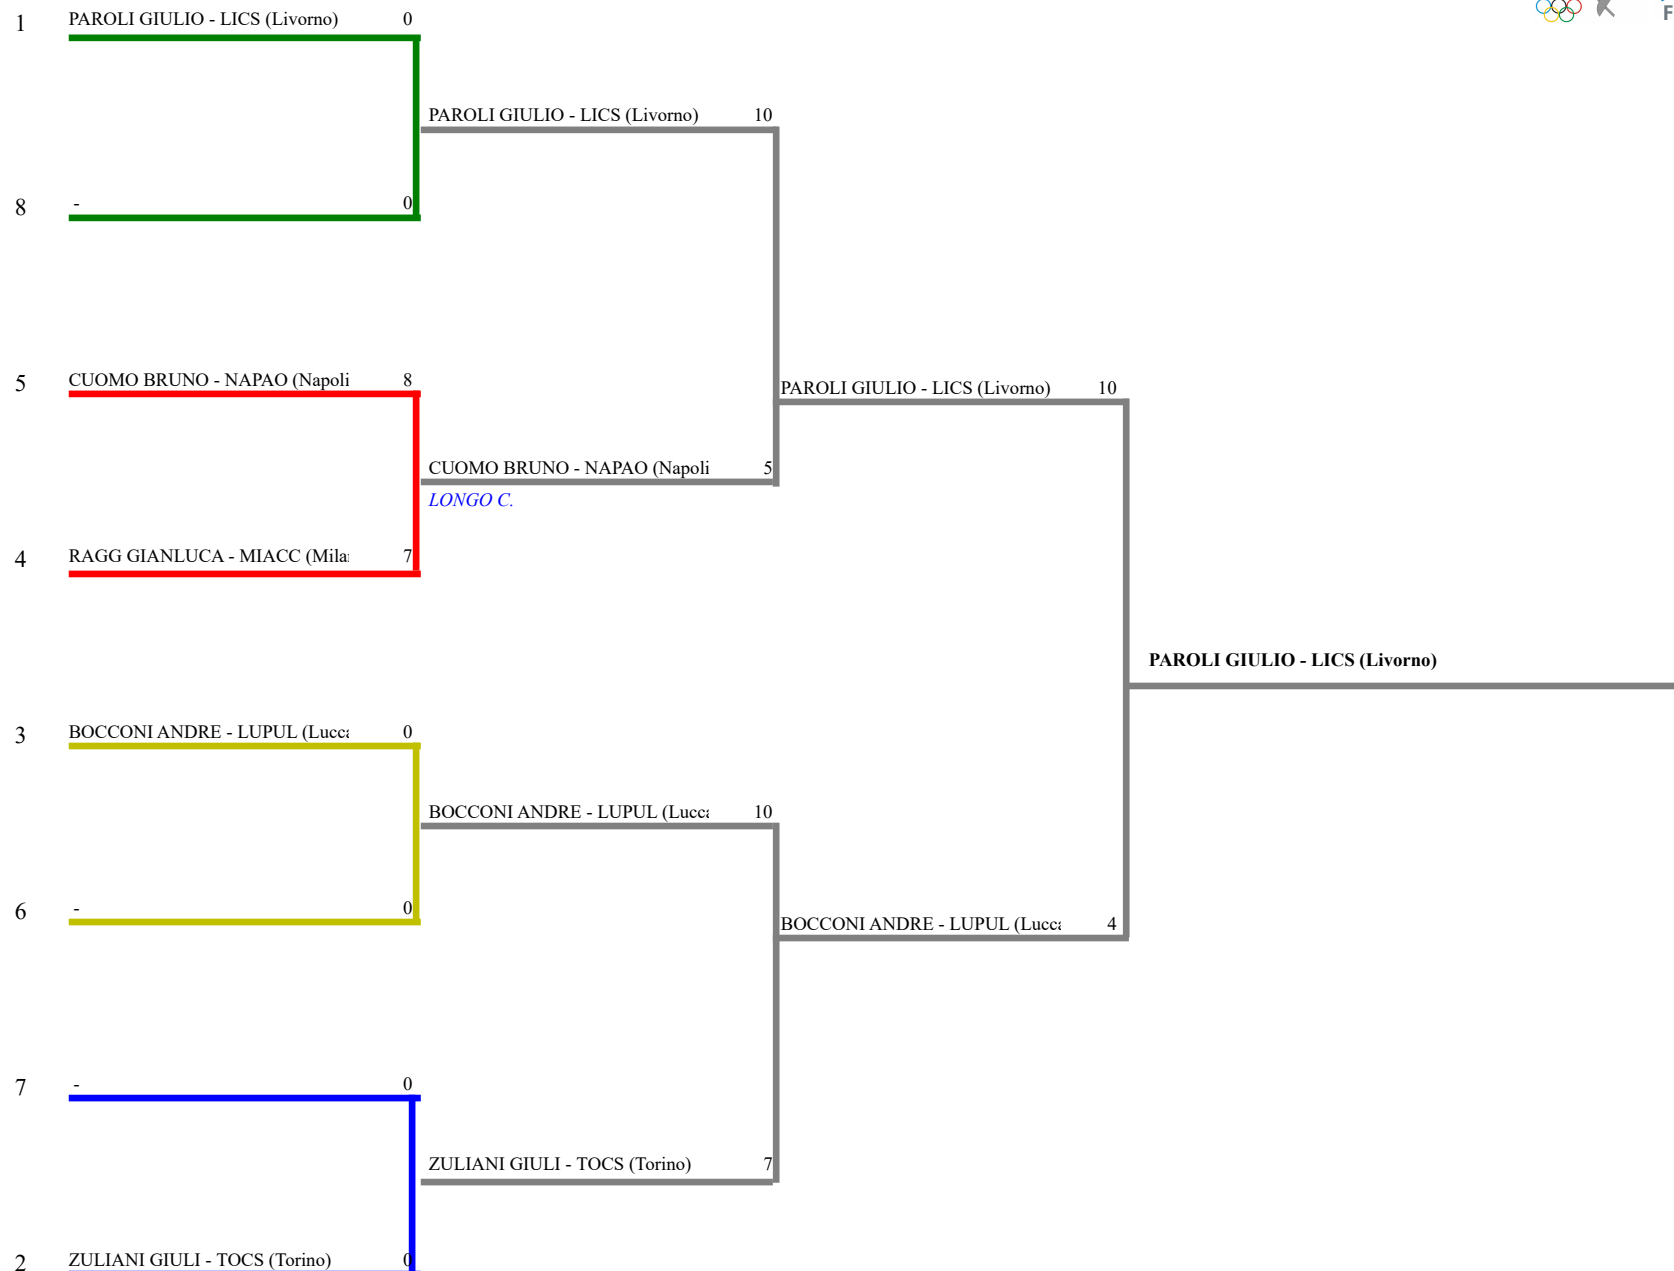 1 PAROLI GIULIO - LICS (Livorno) 0
F
PAROLI GIULIO - LICS (Livorno) 10
8 - 0
5 CUOMO BRUNO - NAPAO (Napoli 8
PAROLI GIULIO - LICS (Livorno) 10
CUOMO BRUNO - NAPAO (Napoli 5
LONGO C.
4 RAGG GIANLUCA - MIACC (Mila 7
PAROLI GIULIO - LICS (Livorno)
3 BOCCONI ANDRE - LUPUL (Lucca 0
BOCCONI ANDRE - LUPUL (Lucca 10
6 - 0
BOCCONI ANDRE - LUPUL (Lucca 4
7 - 0
ZULIANI GIULI - TOCS (Torino) 7
2 ZULIANI GIULI - TOCS (Torino) 0